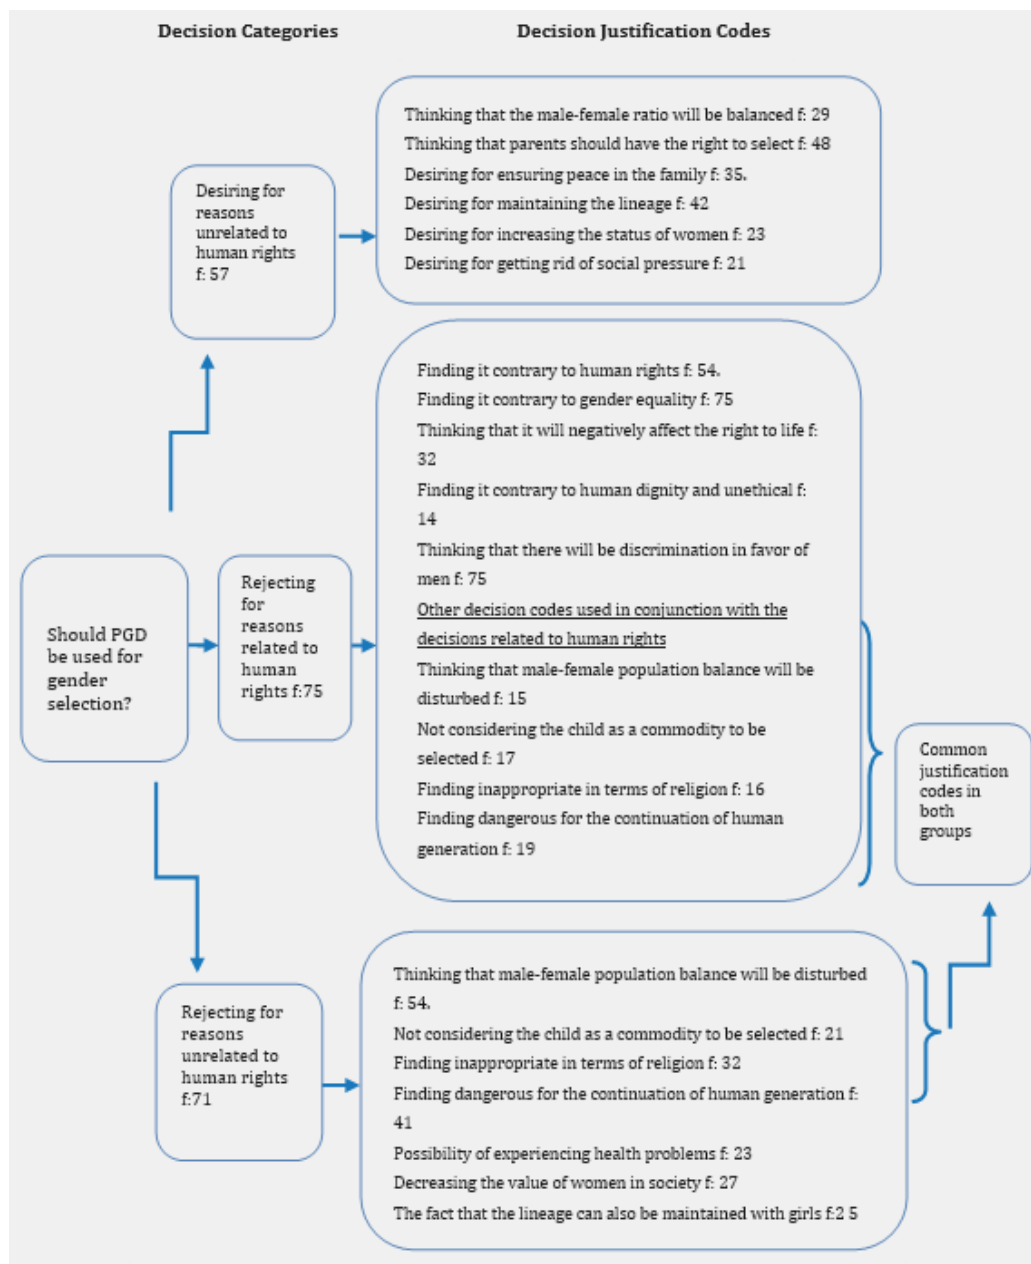 Decision Categories
Decision Justification Codes
Thinking that the male-female ratio will be balanced f: 29
Thinking that parents should have the right to select f: 48
Desiring for ensuring peace in the family f: 35.
Desiring for maintaining the lineage f: 42
Desiring for increasing the status of women f: 23
Desiring for getting rid of social pressure f: 21
Desiring for
reasons
unrelated to
human rights
f: 57
Finding it contrary to human rights f: 54.
Finding it contrary to gender equality f: 75
Thinking that it will negatively affect the right to life f:
32
Finding it contrary to human dignity and unethical f:
14
Thinking that there will be discrimination in favor of
men f: 75
Other decision codes used in conjunction with the
decisions related to human rights
Thinking that male-female population balance will be
disturbed f: 15
Not considering the child as a commodity to be
selected f: 17
Finding inappropriate in terms of religion f: 16
Finding dangerous for the continuation of human
generation f: 19
Should PGD
be used for
gender
selection?
Rejecting
for
reasons
related to
human
rights f:75
Common
justification
codes in
both
groups
Rejecting for
reasons
unrelated to
human rights
f:71
Thinking that male-female population balance will be disturbed
f: 54.
Not considering the child as a commodity to be selected f: 21
Finding inappropriate in terms of religion f: 32
Finding dangerous for the continuation of human generation f:
41
Possibility of experiencing health problems f: 23
Decreasing the value of women in society f: 27
The fact that the lineage can also be maintained with girls f:2 5